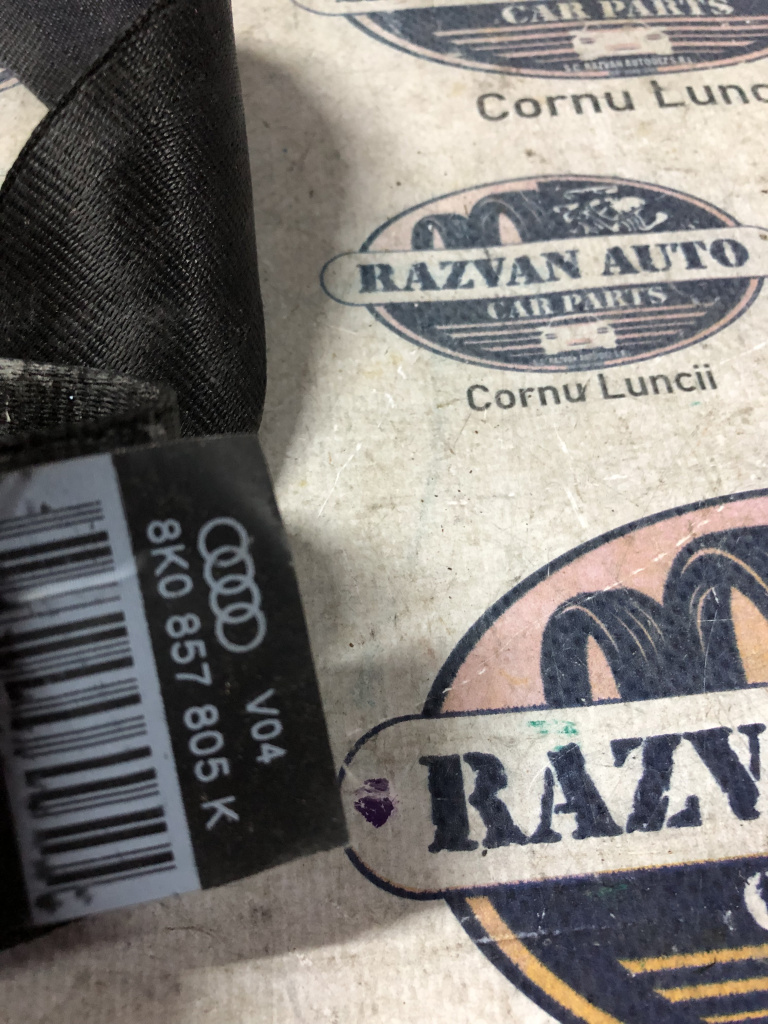 CAR PARTS
Cornu Lunc
RAZVAN AUTO
CAR PARTS
Cornu Luncii
V04
8K0 857 805 K
RAZV